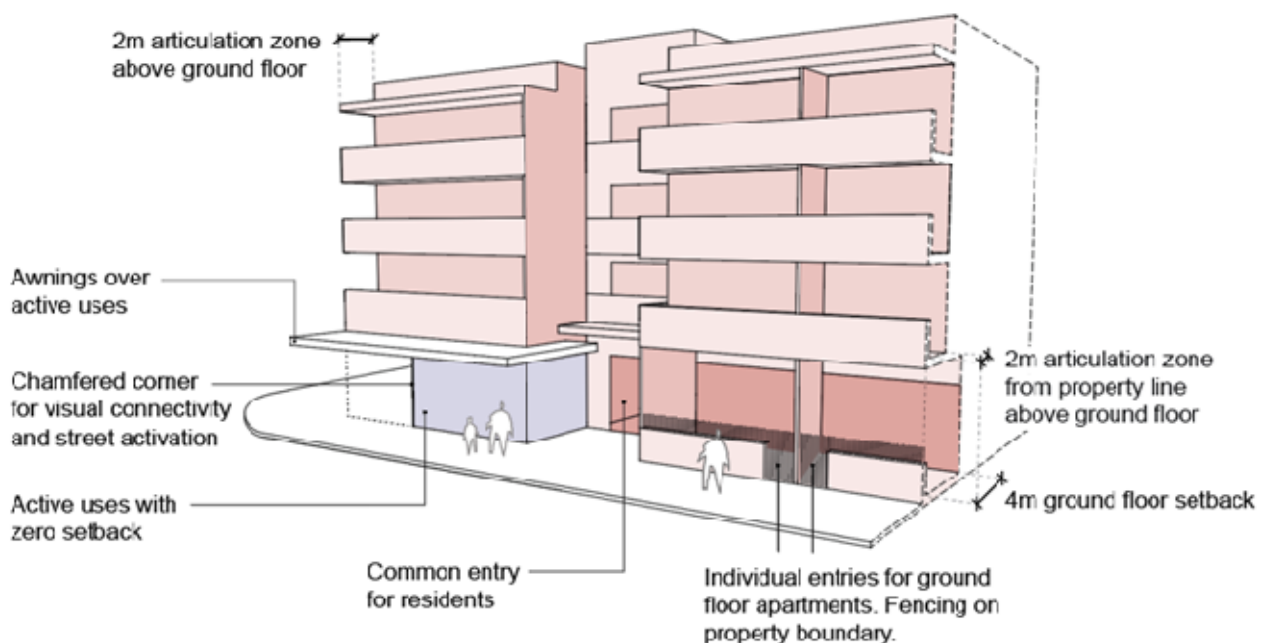 2m articulation zone
above ground floor
Awnings over
active uses
Chamfered corner
for visual connectivity
and street activation
Active uses with
zero setback
Common entry
for residents
Individual entries for ground
floor apartments. Fencing on
property boundary.
2m articulation zone
from property line
above ground floor
4m ground floor setback